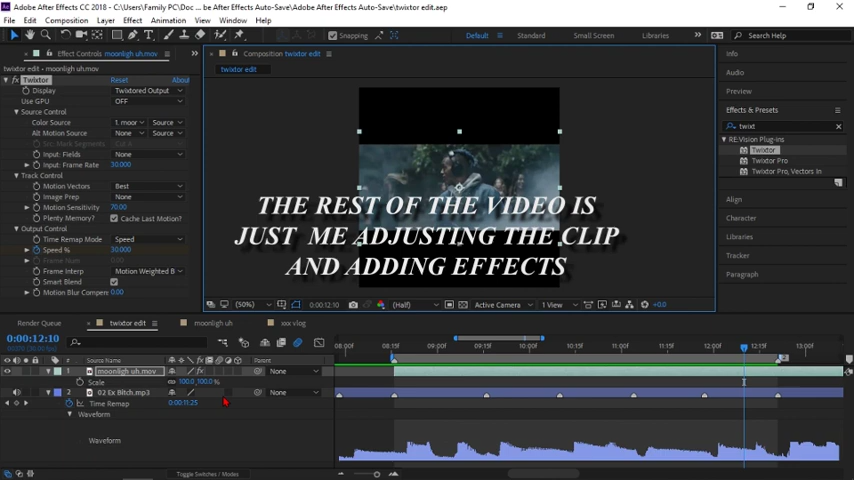 Adobe After Effects CC 2018 - C:\Users\Family PC\Doc ... be After Effects Auto-Save\Adobe After Effects Auto-Save\twixtor edit.aep
File Edit Composition Layer Effect Animation View Window Help
Snapping Default Standard Small Screen Libraries Search Help
Effect Controls moonligh uh.mov
Composition twixtor edit
twixtor edit • moonligh uh.mov
twixtor edit
fx Twixtor Reset About
Display Twixtored Output
Use GPU OFF
Source Control
Color Source 1. moor Source
Alt Motion Source None Source
Src: Mark Segments Cut A
Input: Fields None
Input: Frame Rate 30.000
Track Control
Motion Vectors Best
Image Prep None
Motion Sensitivity 70.00
Plenty Memory? Cache Last Motion?
Output Control
Time Remap Mode Speed
Speed % 30.000
Frame Num 0.00
Frame Interp Motion Weighted B
Smart Blend
Motion Blur Compen 0.00
THE REST OF THE VIDEO IS
JUST ME ADJUSTING THE CLIP
AND ADDING EFFECTS
(50%) 0:00:12:10 (Half) Active Camera 1 View +0.0
Info
Audio
Preview
Effects & Presets
twixt
RE:Vision Plug-ins
Twixtor
Twixtor Pro
Twixtor Pro, Vectors In
Align
Character
Libraries
Tracker
Paragraph
Render Queue twixtor edit moonligh uh xxx vlog
0:00:12:10
# Source Name Parent
08:00f 08:15f 09:00f 09:15f 10:00f 10:15f 11:00f 11:15f 12:00f 12:15f 13:00f
1 moonligh uh.mov None
Scale 100.0,100.0 %
2 02 Ex Bitch.mp3 None
Time Remap 0:00:11:25
Waveform
Waveform
Toggle Switches / Modes